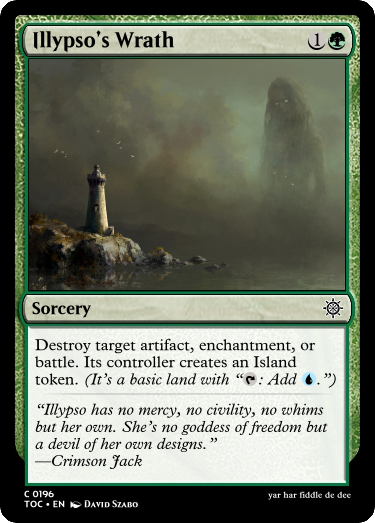 Illypso's Wrath 1
Sorcery
Destroy target artifact, enchantment, or
battle. Its controller creates an Island
token. (It's a basic land with “: Add .”)
“Illypso has no mercy, no civility, no whims
but her own. She's no goddess of freedom but
a devil of her own designs.”
—Crimson Jack
C 0196
TOC • EN David Szabo
yar har fiddle de dee